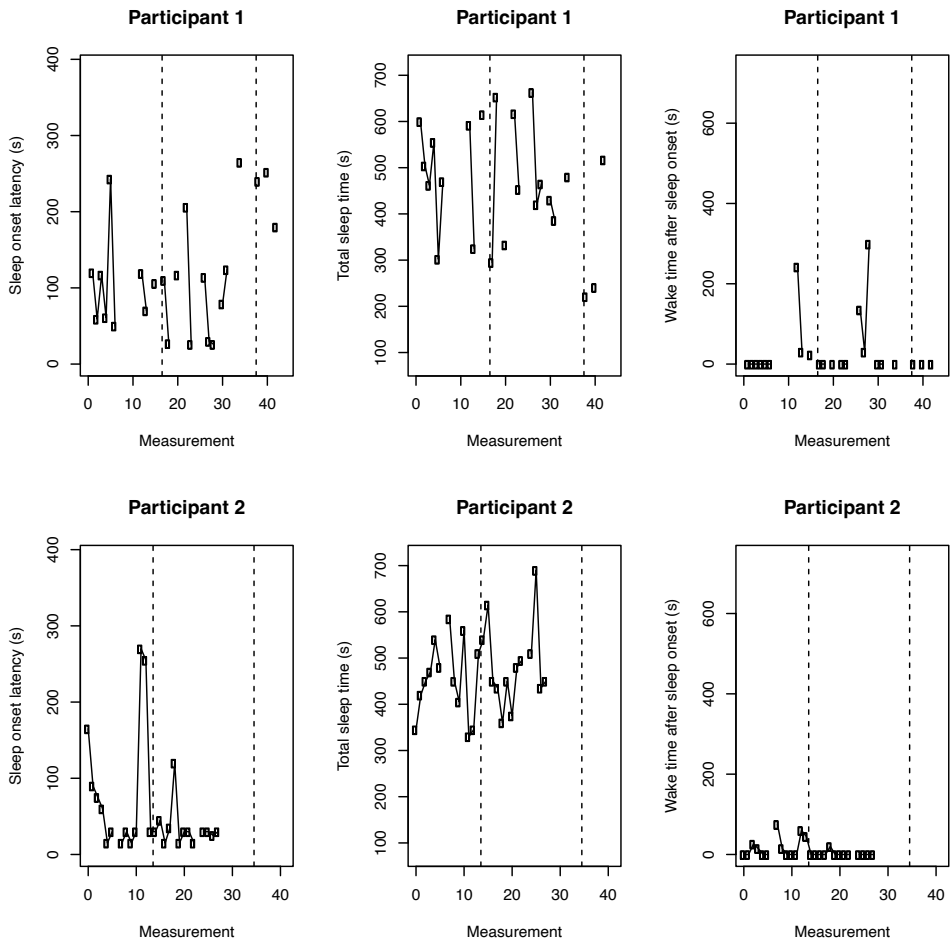 Participant 1
Participant 1
Participant 1
Sleep onset latency (s)
0 100 200 300 400
0 10 20 30 40
Measurement
Total sleep time (s)
100 200 300 400 500 600 700
0 10 20 30 40
Measurement
Wake time after sleep onset (s)
0 200 400 600
0 10 20 30 40
Measurement
Participant 2
Participant 2
Participant 2
Sleep onset latency (s)
0 100 200 300 400
0 10 20 30 40
Measurement
Total sleep time (s)
100 200 300 400 500 600 700
0 10 20 30 40
Measurement
Wake time after sleep onset (s)
0 200 400 600
0 10 20 30 40
Measurement